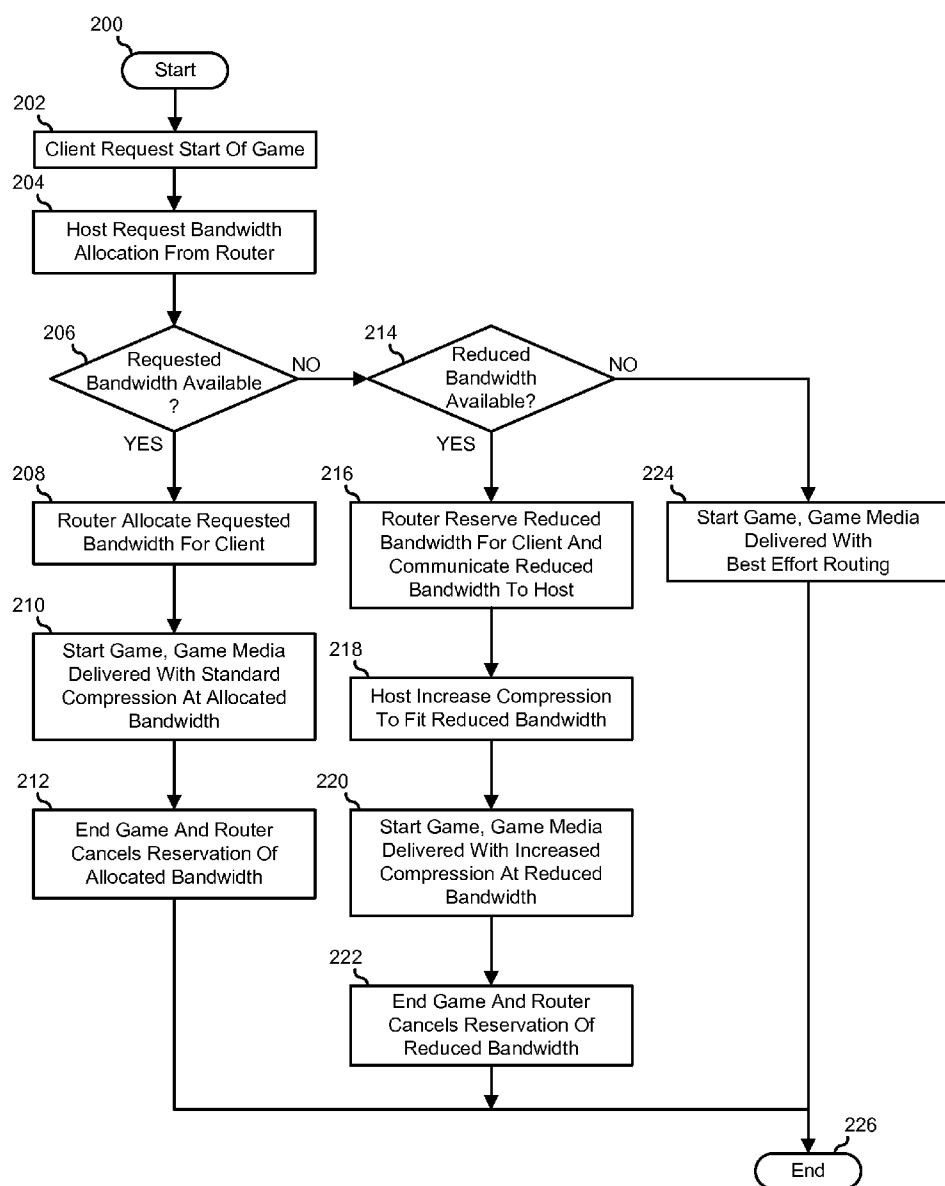 200
Start
202
Client Request Start Of Game
204
Host Request Bandwidth
Allocation From Router
206
Requested
Bandwidth Available
?
NO
YES
214
Reduced
Bandwidth
Available?
NO
YES
208
Router Allocate Requested
Bandwidth For Client
210
Start Game, Game Media
Delivered With Standard
Compression At Allocated
Bandwidth
212
End Game And Router
Cancels Reservation Of
Allocated Bandwidth
216
Router Reserve Reduced
Bandwidth For Client And
Communicate Reduced
Bandwidth To Host
218
Host Increase Compression
To Fit Reduced Bandwidth
220
Start Game, Game Media
Delivered With Increased
Compression At Reduced
Bandwidth
222
End Game And Router
Cancels Reservation Of
Reduced Bandwidth
224
Start Game, Game Media
Delivered With
Best Effort Routing
226
End